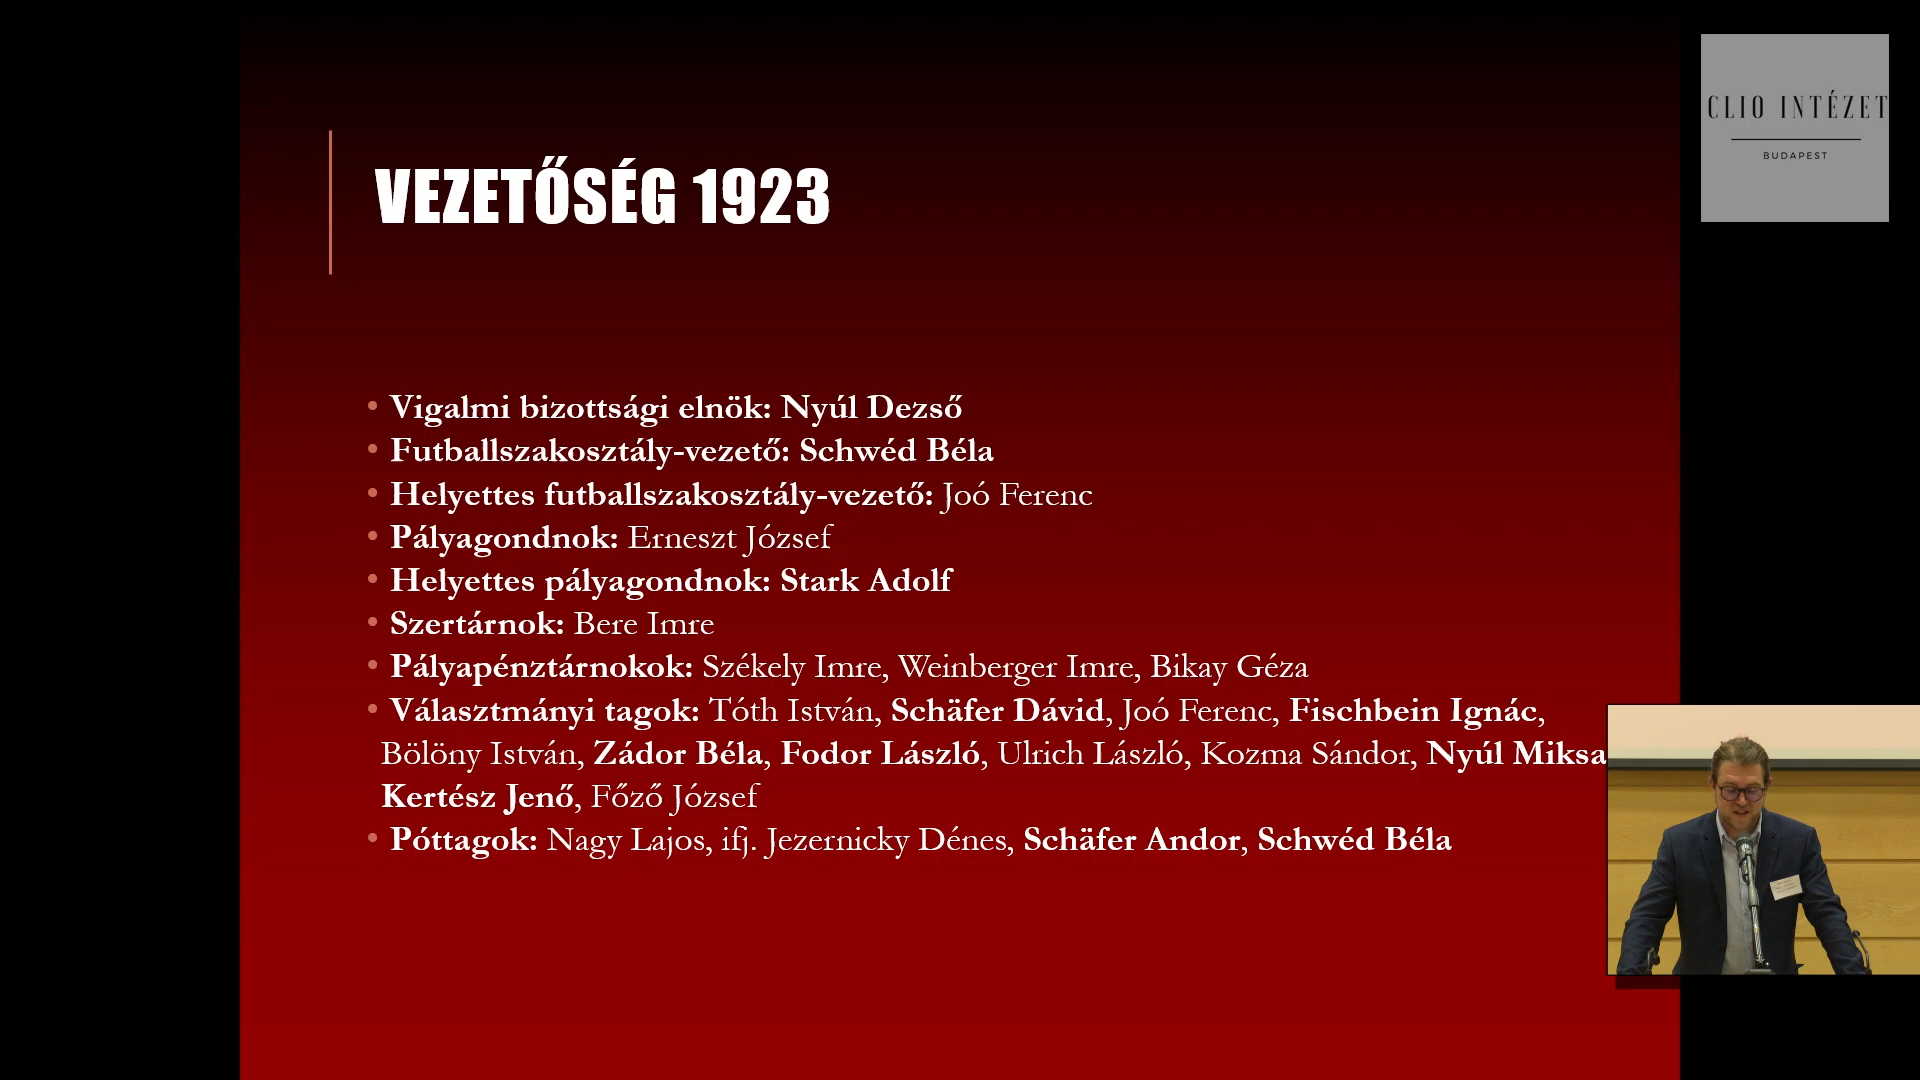 CLIO INTÉZET
BUDAPEST
VEZETŐSÉG 1923
• Vigalmi bizottsági elnök: Nyúl Dezső
• Futballszakosztály-vezető: Schwéd Béla
• Helyettes futballszakosztály-vezető: Joó Ferenc
• Pályagondnok: Erneszt József
• Helyettes pályagondnok: Stark Adolf
• Szertárnok: Bere Imre
• Pályapénztárnokok: Székely Imre, Weinberger Imre, Bikay Géza
• Választmányi tagok: Tóth István, Schäfer Dávid, Joó Ferenc, Fischbein Ignác,
Bölöny István, Zádor Béla, Fodor László, Ulrich László, Kozma Sándor, Nyúl Miksa
Kertész Jenő, Főző József
• Póttagok: Nagy Lajos, ifj. Jezernicky Dénes, Schäfer Andor, Schwéd Béla